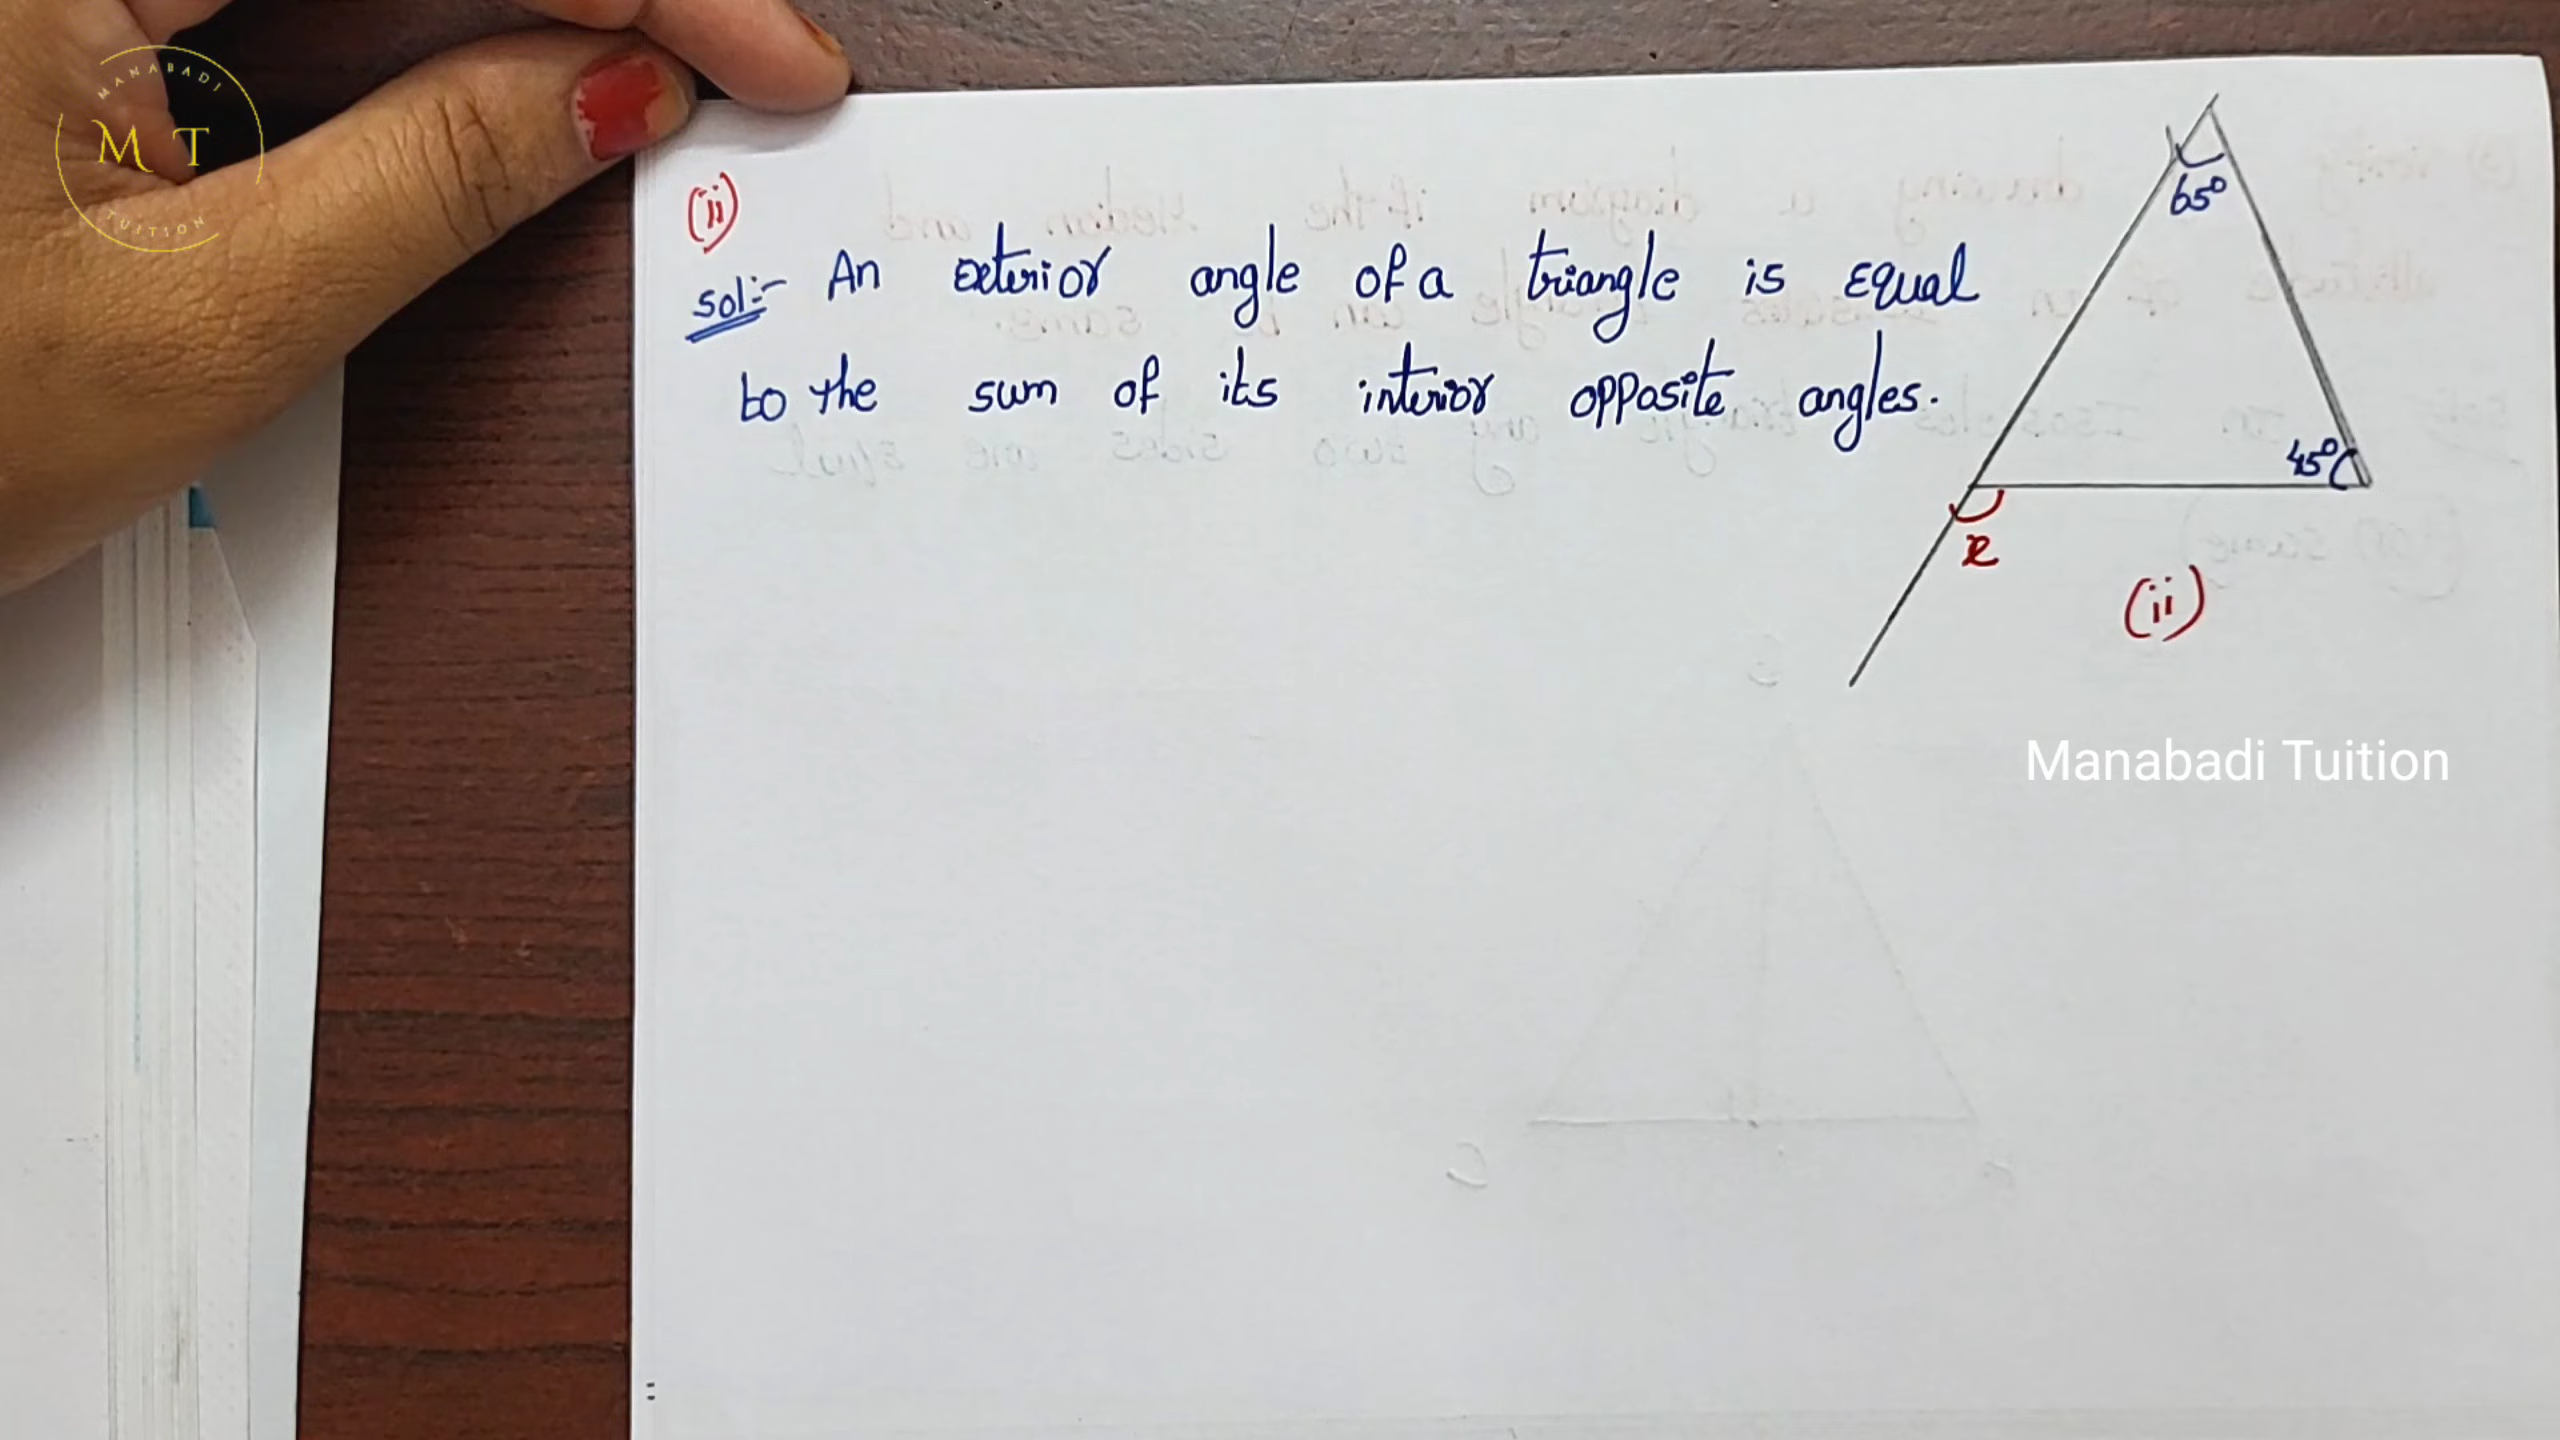 MANABADI
MT
TUITION
(ii)
Sol:- An exterior angle of a triangle is Equal
to the sum of its interior opposite angles.
65°
45°
x
(ii)
Manabadi Tuition